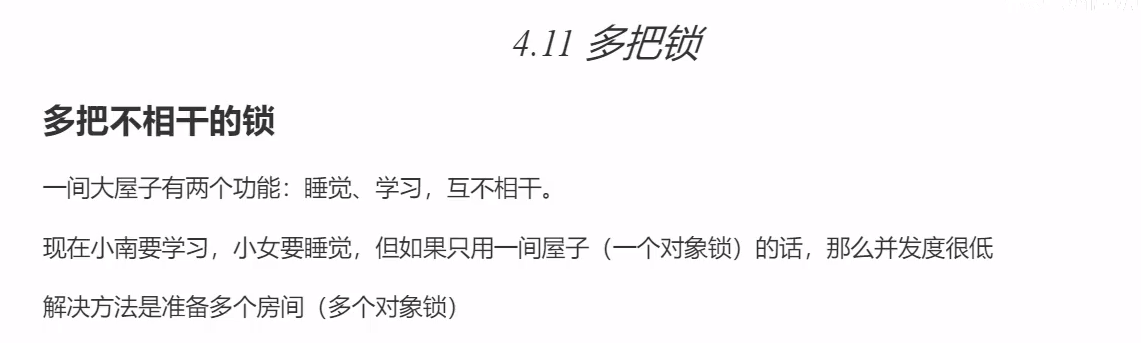 4.11 多把锁
多把不相干的锁
一间大屋子有两个功能：睡觉、学习，互不相干。
现在小南要学习，小女要睡觉，但如果只用一间屋子（一个对象锁）的话，那么并发度很低
解决方法是准备多个房间（多个对象锁）